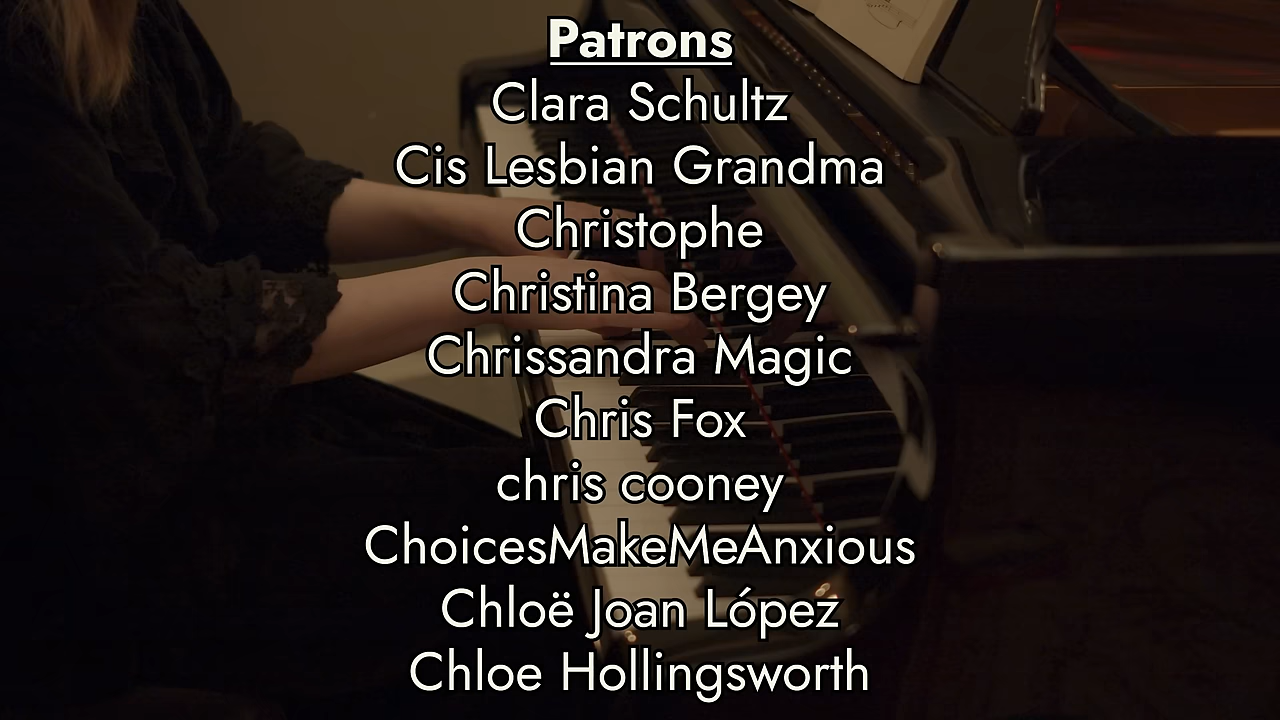 Patrons
Clara Schultz
Cis Lesbian Grandma
Christophe
Christina Bergey
Chrissandra Magic
Chris Fox
chris cooney
ChoicesMakeMeAnxious
Chloë Joan López
Chloe Hollingsworth